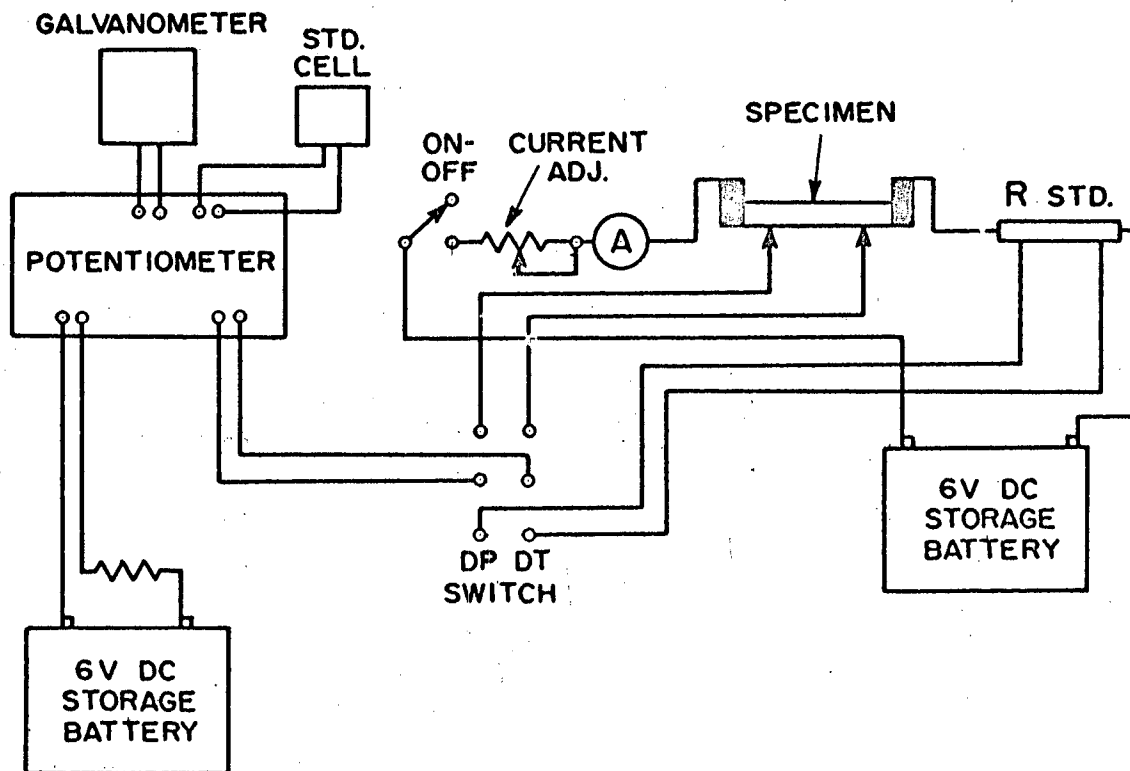 GALVANOMETER
STD.
CELL
ON-
OFF
CURRENT
ADJ.
SPECIMEN
R STD.
A
POTENTIOMETER
DP DT
SWITCH
6V DC
STORAGE
BATTERY
6V DC
STORAGE
BATTERY